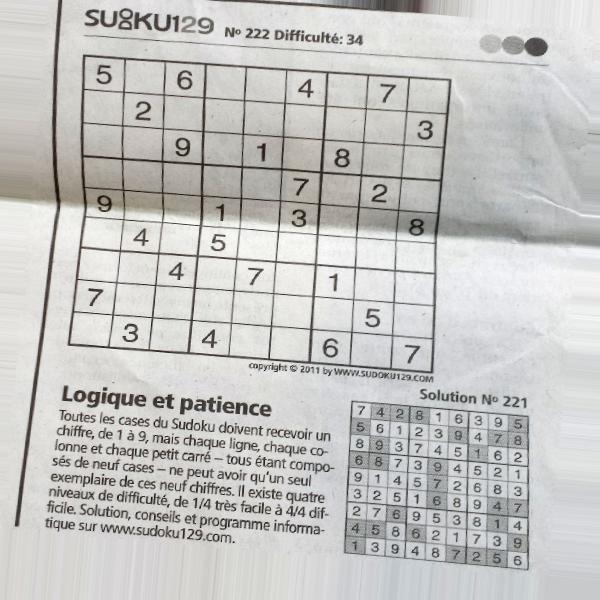 SUDOKU129 Nº 222 Difficulté: 34
5 6 4 7
2 3
9 1 8
7 2
9 1 3 8
4 5
4 7 1
7 5
3 4 6 7
copyright © 2011 by WWW.SUDOKU129.COM
Logique et patience
Toutes les cases du Sudoku doivent recevoir un
chiffre, de 1 à 9, mais chaque ligne, chaque co-
lonne et chaque petit carré – tous étant compo-
sés de neuf cases – ne peut avoir qu'un seul
exemplaire de ces neuf chiffres. Il existe quatre
niveaux de difficulté, de 1/4 très facile à 4/4 dif-
ficile. Solution, conseils et programme informa-
tique sur www.sudoku129.com.
Solution Nº 221
7 4 2 8 1 6 3 9 5
5 6 1 2 3 9 4 7 8
8 9 3 7 4 5 1 6 2
6 8 7 3 9 4 5 2 1
9 1 4 5 7 2 6 8 3
3 2 5 1 6 8 9 4 7
2 7 6 9 5 3 8 1 4
4 5 8 6 2 1 7 3 9
1 3 9 4 8 7 2 5 6